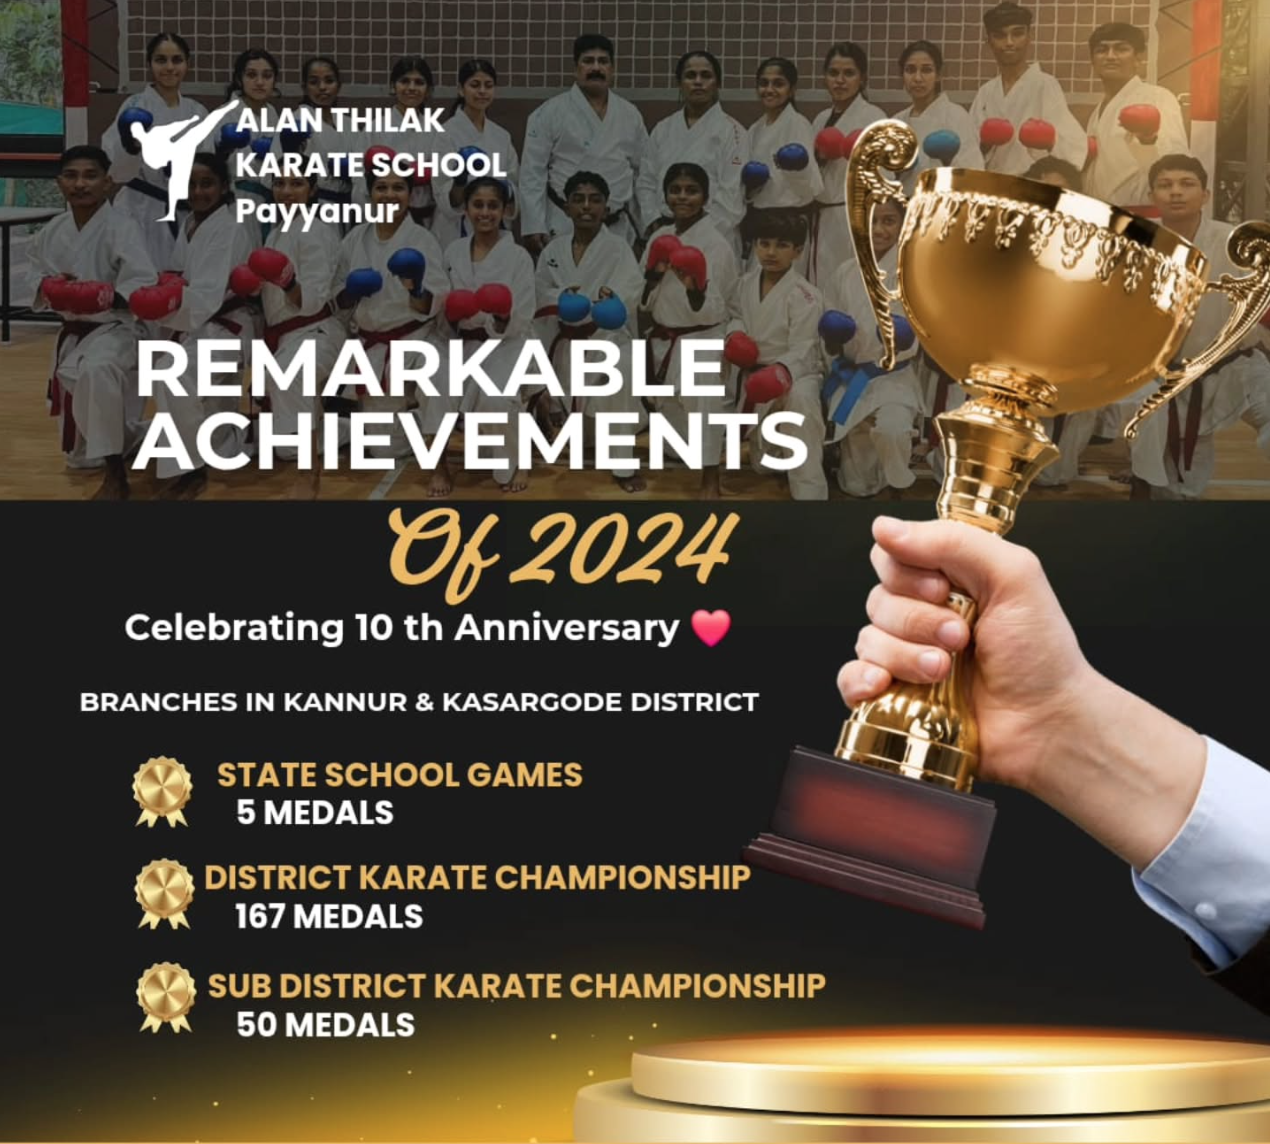 ALAN THILAK
KARATE SCHOOL
Payyanur
REMARKABLE
ACHIEVEMENTS
Of 2024
Celebrating 10 th Anniversary
BRANCHES IN KANNUR & KASARGODE DISTRICT
STATE SCHOOL GAMES
5 MEDALS
DISTRICT KARATE CHAMPIONSHIP
167 MEDALS
SUB DISTRICT KARATE CHAMPIONSHIP
50 MEDALS